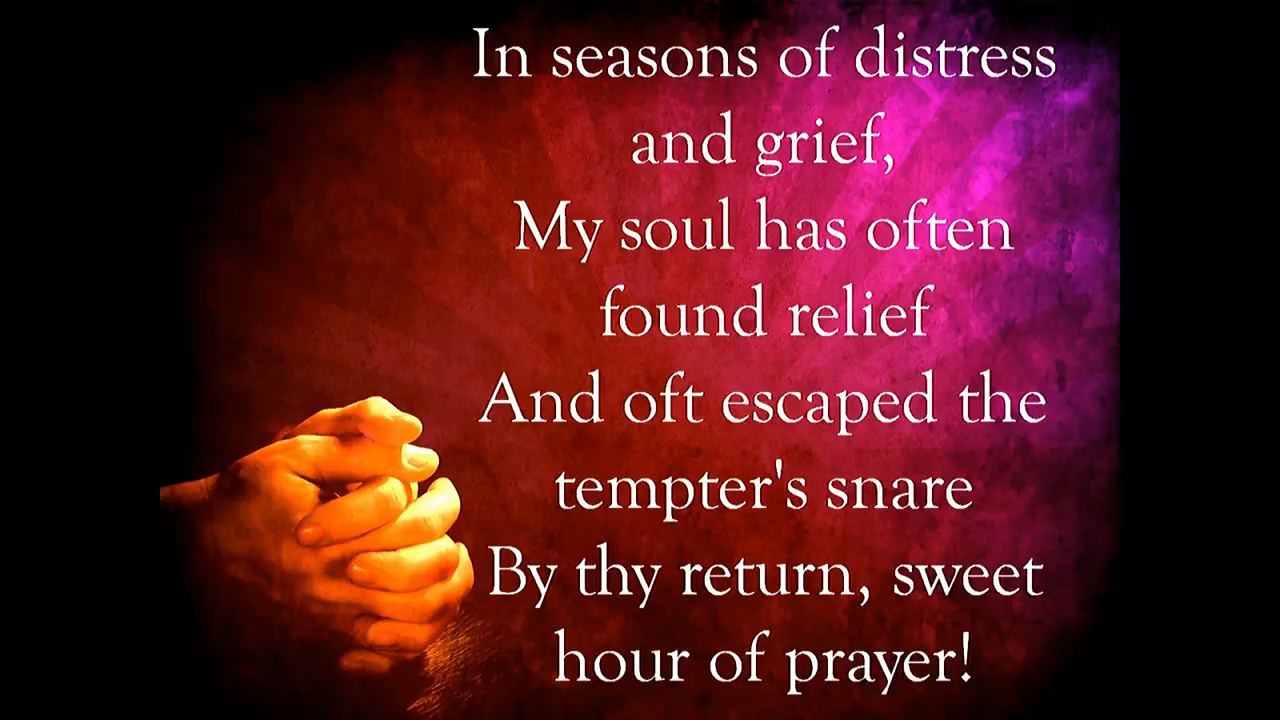 In seasons of distress
and grief,
My soul has often
found relief
And oft escaped the
tempter's snare
By thy return, sweet
hour of prayer!